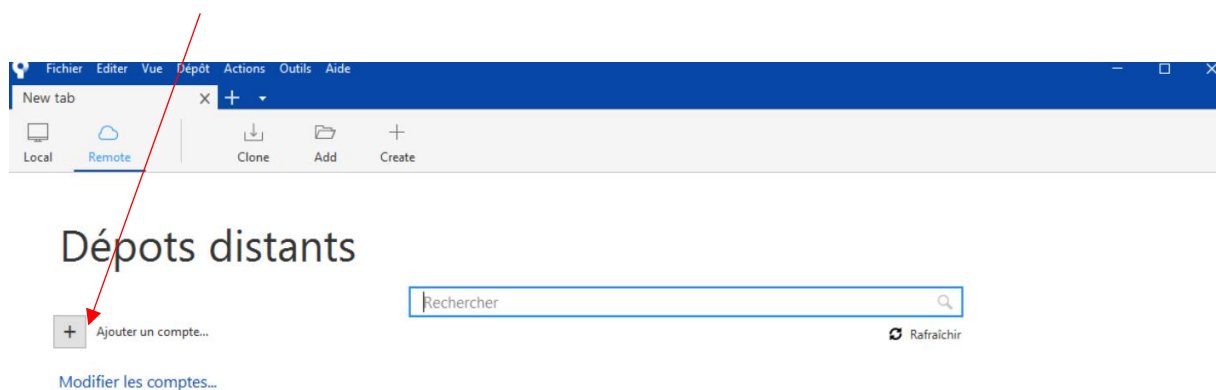 Fichier Editer Vue Dépôt Actions Outils Aide
New tab
Local Remote Clone Add Create
Dépots distants
Rechercher
Ajouter un compte...
Rafraîchir
Modifier les comptes...